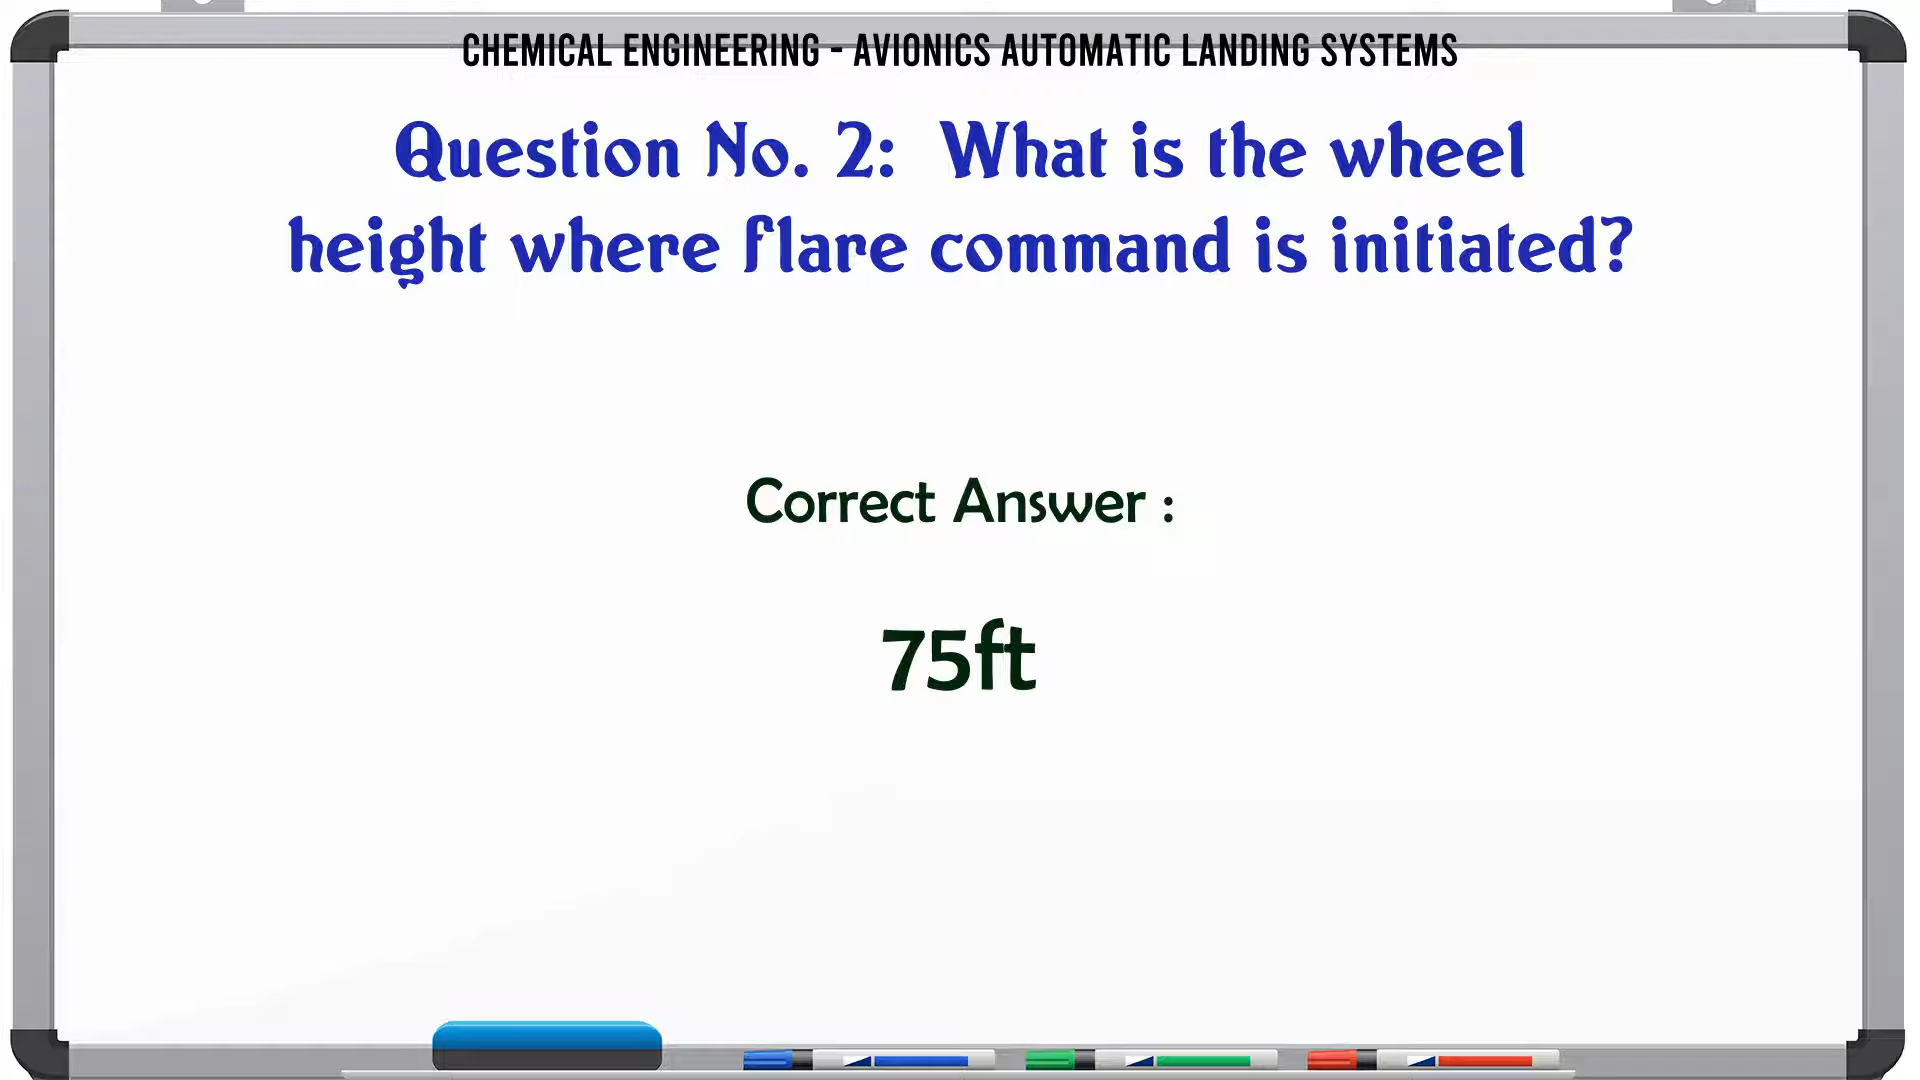 CHEMICAL ENGINEERING - AVIONICS AUTOMATIC LANDING SYSTEMS
Question No. 2: What is the wheel
height where flare command is initiated?
Correct Answer :
75ft